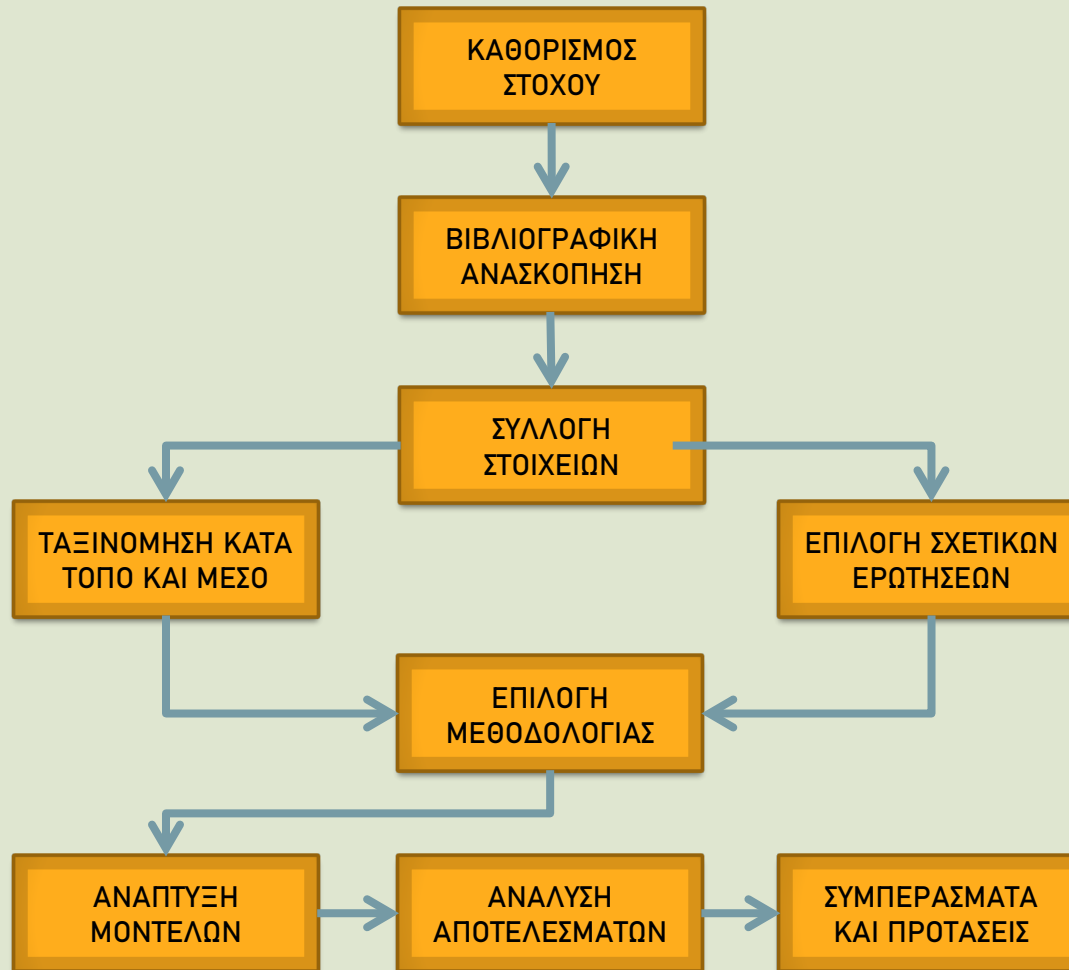 ΚΑΘΟΡΙΣΜΟΣ
ΣΤΟΧΟΥ
ΒΙΒΛΙΟΓΡΑΦΙΚΗ
ΑΝΑΣΚΟΠΗΣΗ
ΣΥΛΛΟΓΗ
ΣΤΟΙΧΕΙΩΝ
ΤΑΞΙΝΟΜΗΣΗ ΚΑΤΑ
ΤΟΠΟ ΚΑΙ ΜΕΣΟ
ΕΠΙΛΟΓΗ ΣΧΕΤΙΚΩΝ
ΕΡΩΤΗΣΕΩΝ
ΕΠΙΛΟΓΗ
ΜΕΘΟΔΟΛΟΓΙΑΣ
ΑΝΑΠΤΥΞΗ
ΜΟΝΤΕΛΩΝ
ΑΝΑΛΥΣΗ
ΑΠΟΤΕΛΕΣΜΑΤΩΝ
ΣΥΜΠΕΡΑΣΜΑΤΑ
ΚΑΙ ΠΡΟΤΑΣΕΙΣ